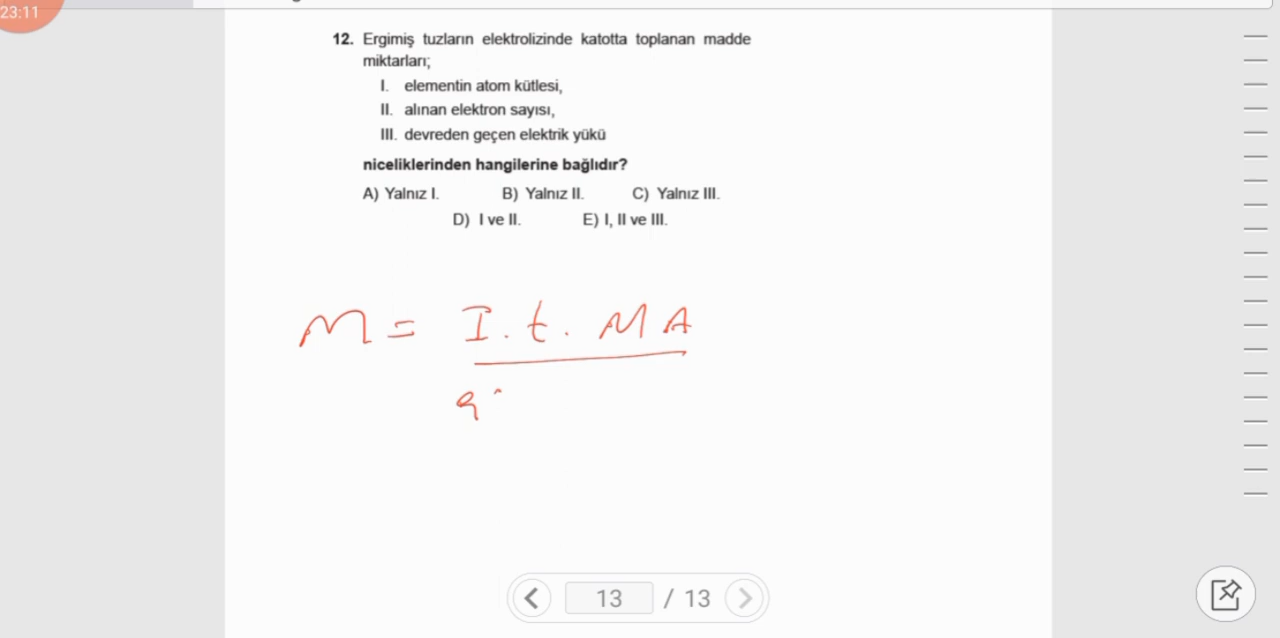 23:11
12. Ergimiş tuzların elektrolizinde katotta toplanan madde
miktarları;
I. elementin atom kütlesi,
II. alınan elektron sayısı,
III. devreden geçen elektrik yükü
niceliklerinden hangilerine bağlıdır?
A) Yalnız I. B) Yalnız II. C) Yalnız III.
D) I ve II. E) I, II ve III.
M = I.t. MA
9
13 / 13